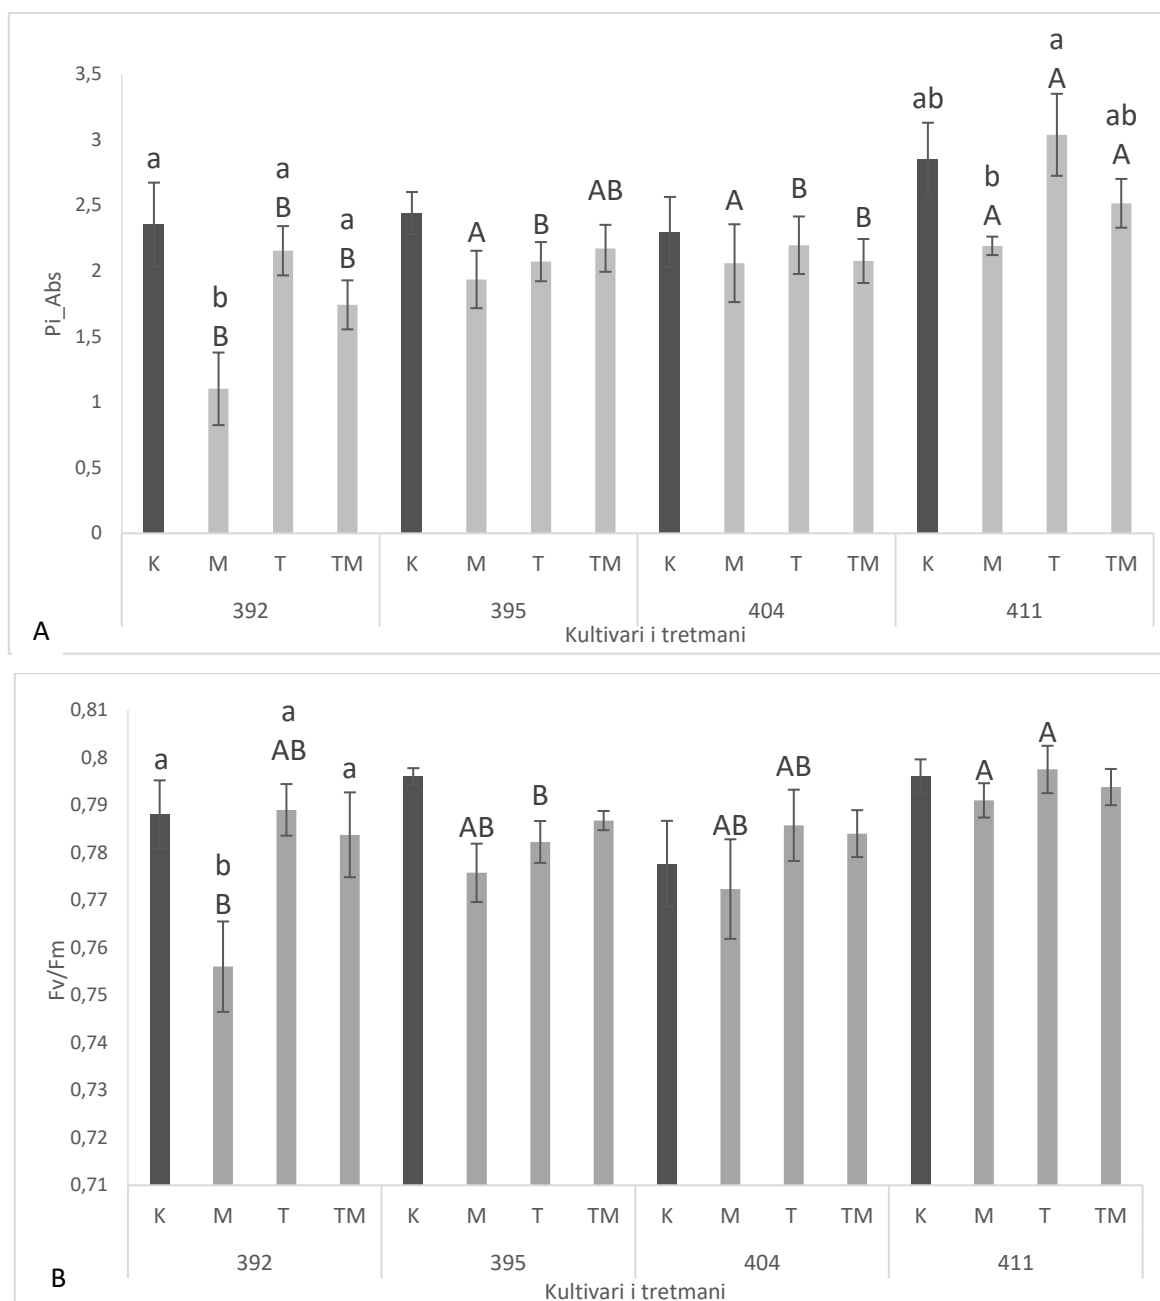 a
3,5
a
A
ab
3
a
a
B
ab
A
2,5
AB
B
A
B
A
B
b
A
a
B
2
1,5
b
B
1
0,5
0
Pi_Abs
K M T TM K M T TM K M T TM K M T TM
392 395 404 411
Kultivari i tretmani
A
0,81
a
AB
a
a
0,8
A
A
AB
B
AB
AB
0,79
0,78
b
B
0,77
0,76
0,75
0,74
0,73
0,72
0,71
Fv/Fm
K M T TM K M T TM K M T TM K M T TM
392 395 404 411
Kultivari i tretmani
B